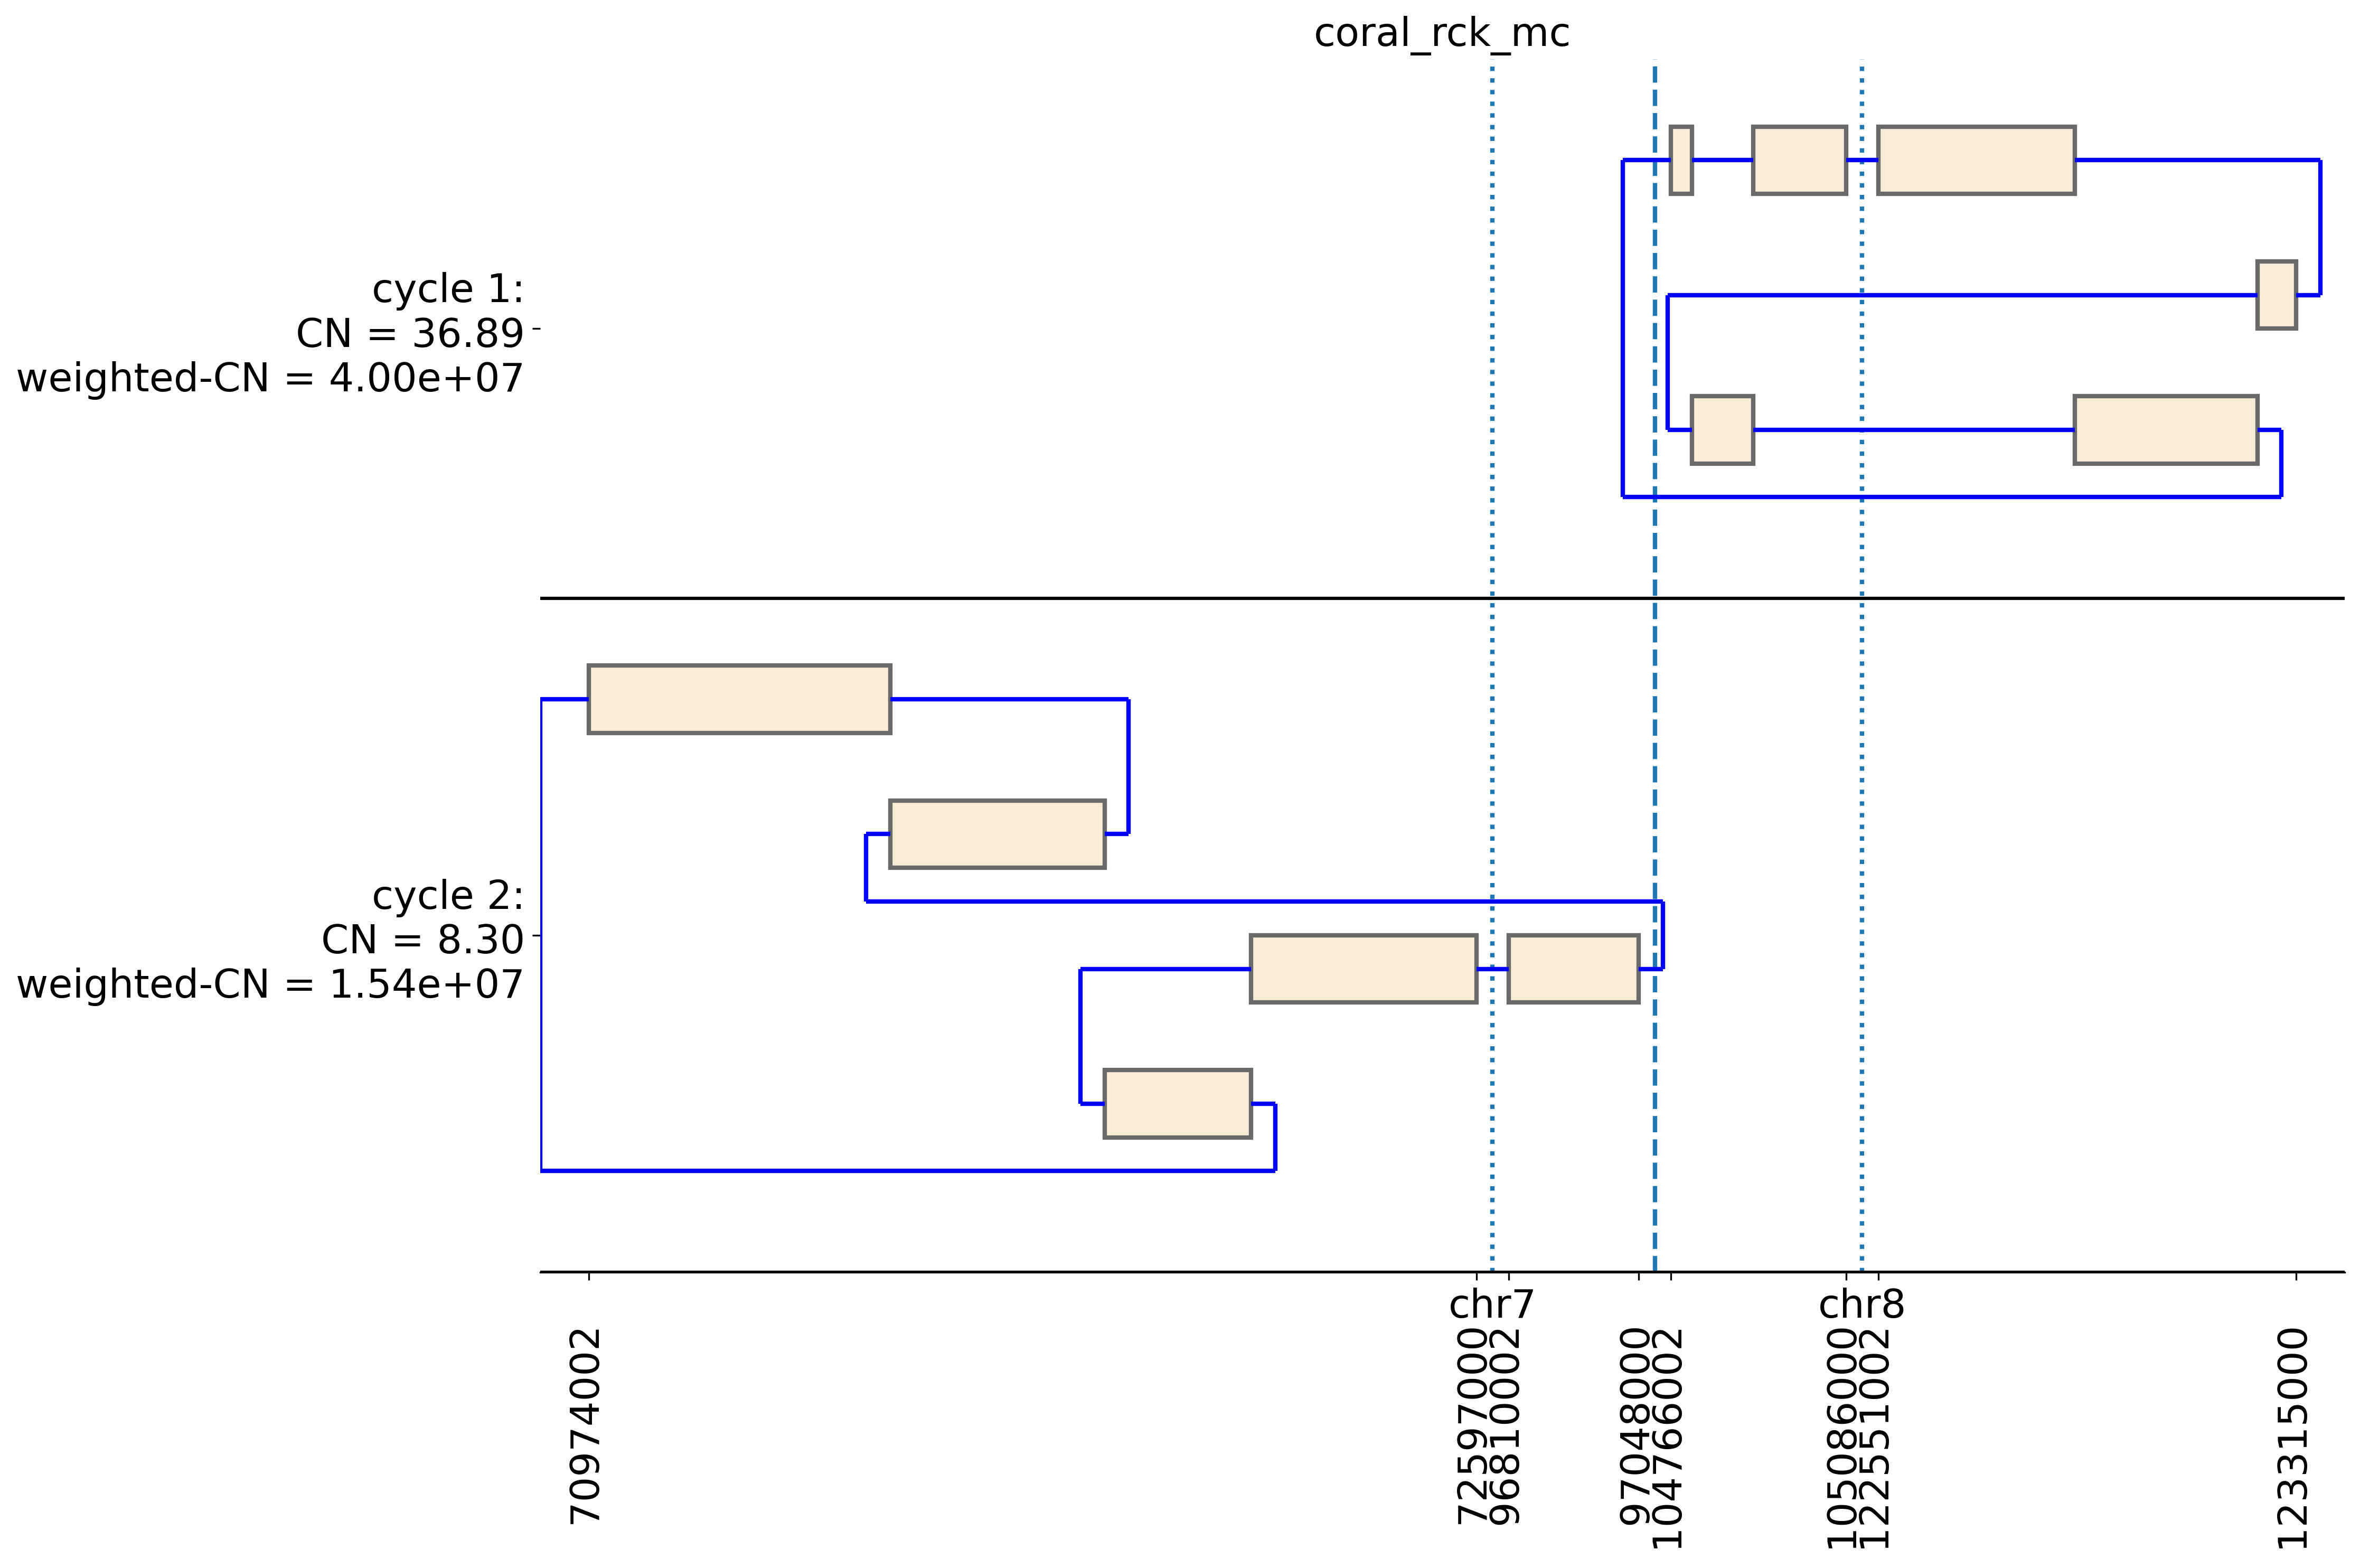 coral_rck_mc
cycle 1:
CN = 36.89
weighted-CN = 4.00e+07
cycle 2:
CN = 8.30
weighted-CN = 1.54e+07
chr7
chr8
70974002
72597000
96810002
97048000
104766002
105086000
122551002
123315000